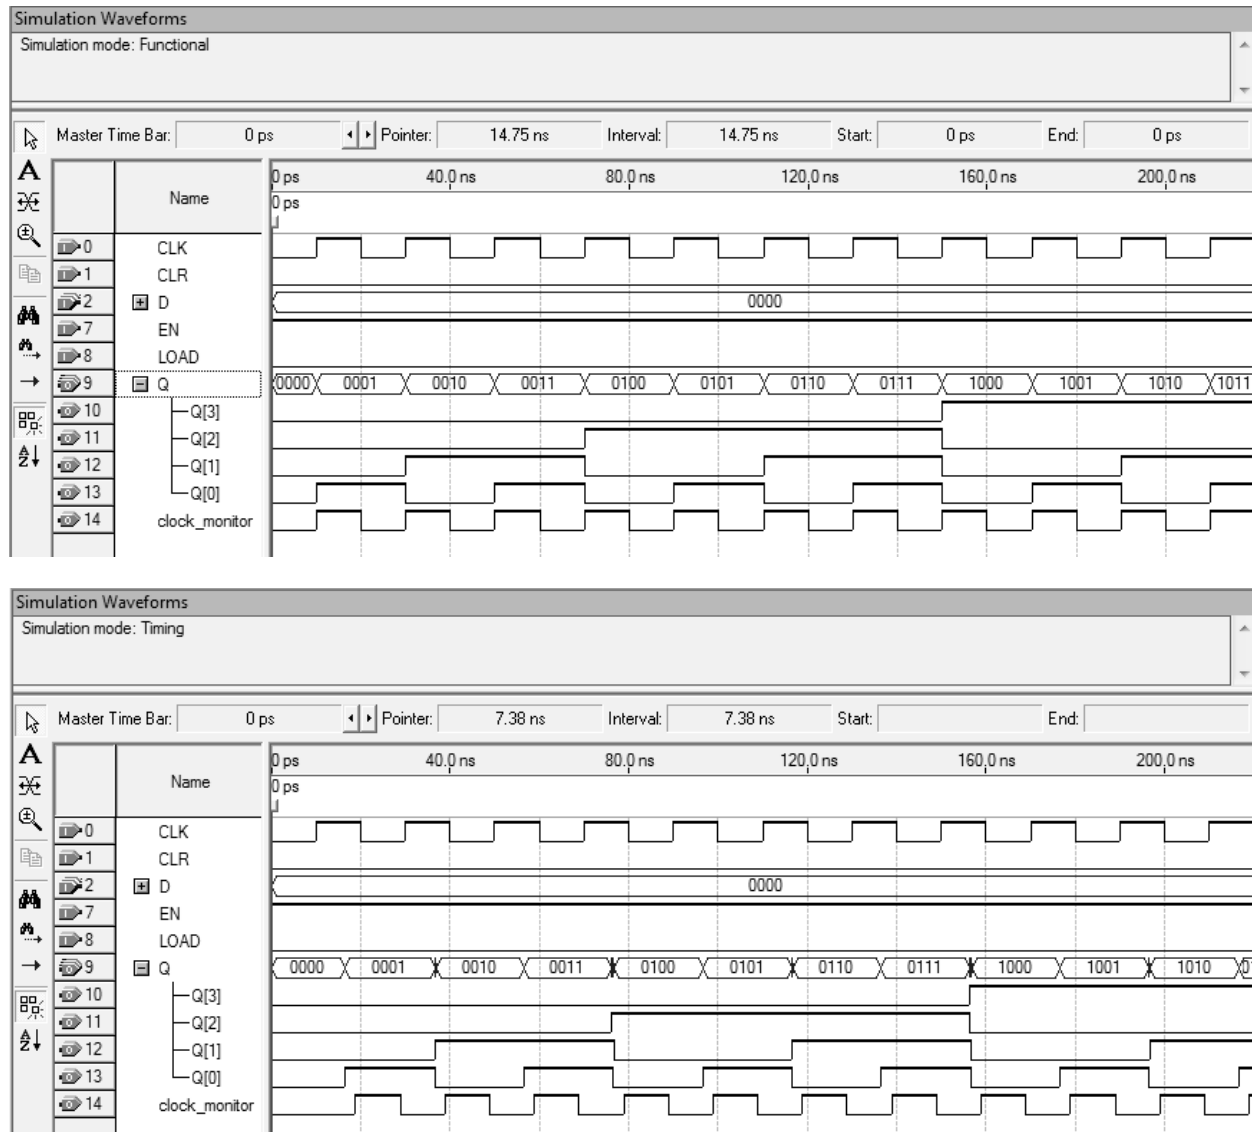 Simulation Waveforms
Simulation mode: Functional
Master Time Bar: 0 ps Pointer: 14.75 ns Interval: 14.75 ns Start: 0 ps End: 0 ps
Name 0 ps 40.0 ns 80.0 ns 120.0 ns 160.0 ns 200.0 ns
0 ps
0 CLK
1 CLR
2 D 0000
7 EN
8 LOAD
9 Q 0000 0001 0010 0011 0100 0101 0110 0111 1000 1001 1010 1011
10 Q[3]
11 Q[2]
12 Q[1]
13 Q[0]
14 clock_monitor
Simulation Waveforms
Simulation mode: Timing
Master Time Bar: 0 ps Pointer: 7.38 ns Interval: 7.38 ns Start: End:
Name 0 ps 40.0 ns 80.0 ns 120.0 ns 160.0 ns 200.0 ns
0 ps
0 CLK
1 CLR
2 D 0000
7 EN
8 LOAD
9 Q 0000 0001 0010 0011 0100 0101 0110 0111 1000 1001 1010
10 Q[3]
11 Q[2]
12 Q[1]
13 Q[0]
14 clock_monitor